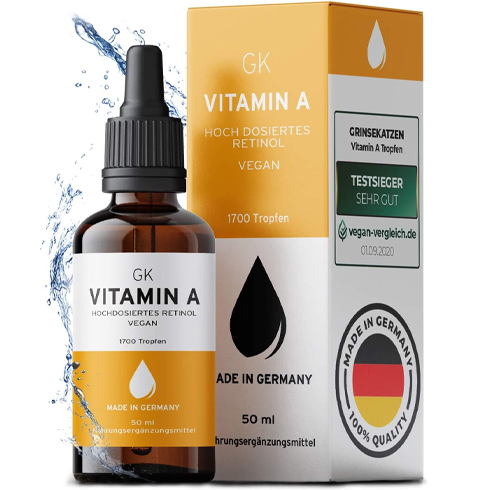 GK
VITAMIN A
HOCH DOSIERTES
RETINOL
VEGAN
1700 Tropfen
MADE IN GERMANY
50 ml
Nahrungsergänzungsmittel
GRINSEKATZEN
Vitamin A Tropfen
TESTSIEGER
SEHR GUT
vegan-vergleich.de
01.09.2020
MADE IN GERMANY
100% QUALITY
GK
VITAMIN A
HOCHDOSIERTES RETINOL
VEGAN
1700 Tropfen
MADE IN GERMANY
50 ml
Nahrungsergänzungsmittel